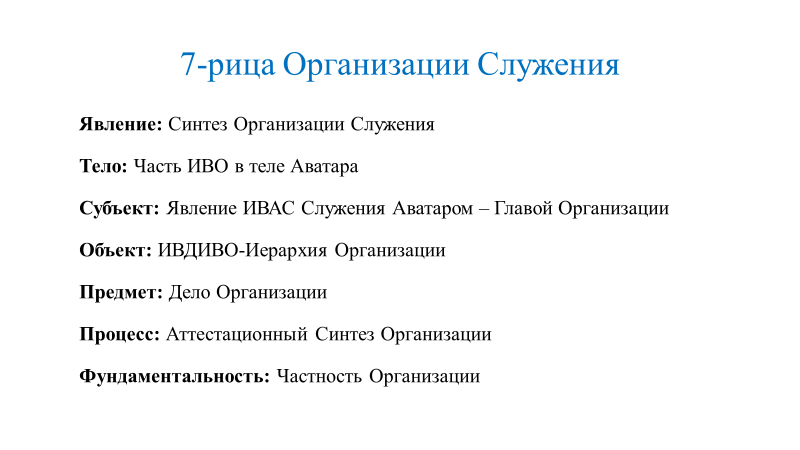 7-рица Организации Служения
Явление: Синтез Организации Служения
Тело: Часть ИВО в теле Аватара
Субъект: Явление ИВАС Служения Аватаром – Главой Организации
Объект: ИВДИВО-Иерархия Организации
Предмет: Дело Организации
Процесс: Аттестационный Синтез Организации
Фундаментальность: Частность Организации